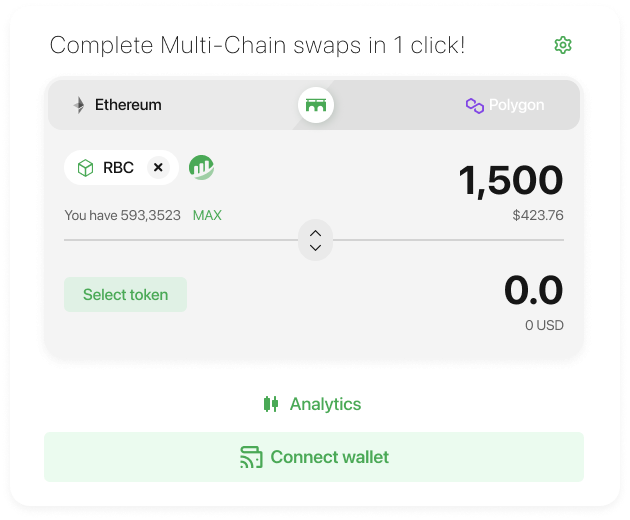 Complete Multi-Chain swaps in 1 click!
Ethereum
Polygon
RBC
1,500
You have 593,3523 MAX
$423.76
Select token
0.0
0 USD
Analytics
Connect wallet